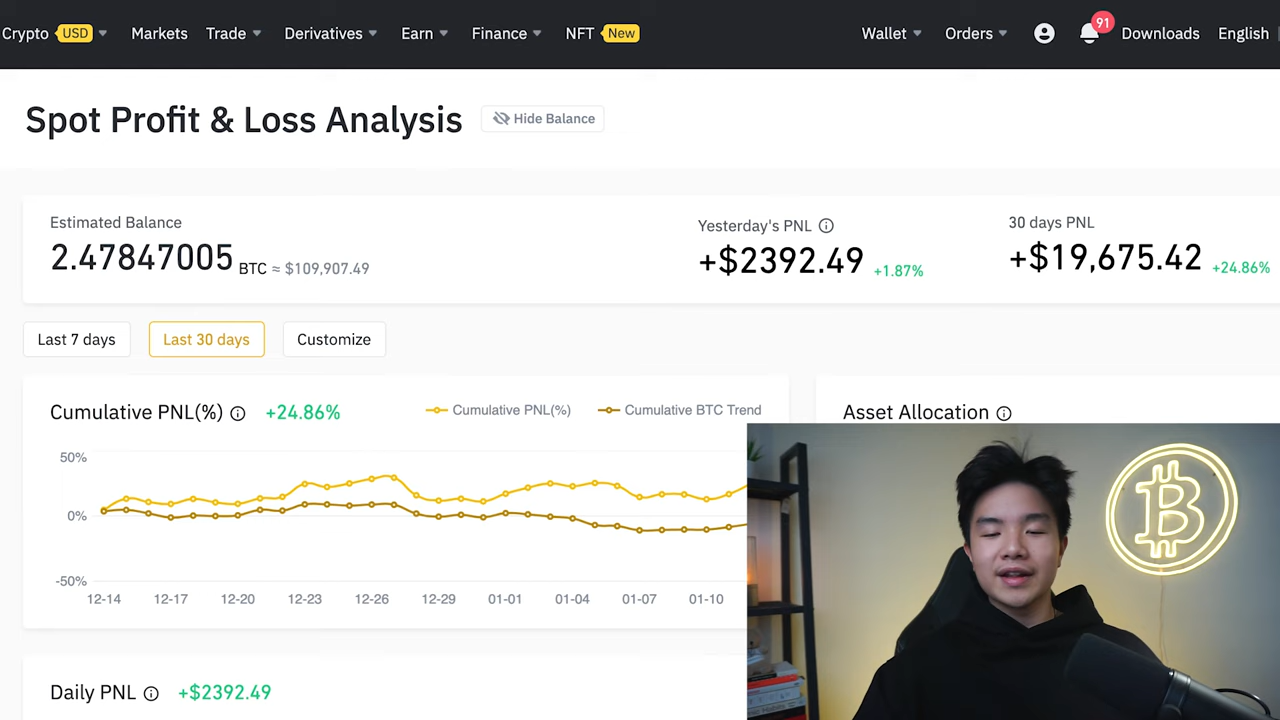 Crypto USD Markets Trade Derivatives Earn Finance NFT New Wallet Orders 91 Downloads English
Spot Profit & Loss Analysis Hide Balance
Estimated Balance
2.47847005 BTC ≈ $109,907.49
Yesterday's PNL
+$2392.49 +1.87%
30 days PNL
+$19,675.42 +24.86%
Last 7 days Last 30 days Customize
Cumulative PNL(%) +24.86% Cumulative PNL(%) Cumulative BTC Trend
50%
0%
-50%
12-14 12-17 12-20 12-23 12-26 12-29 01-01 01-04 01-07 01-10
Asset Allocation
Daily PNL +$2392.49